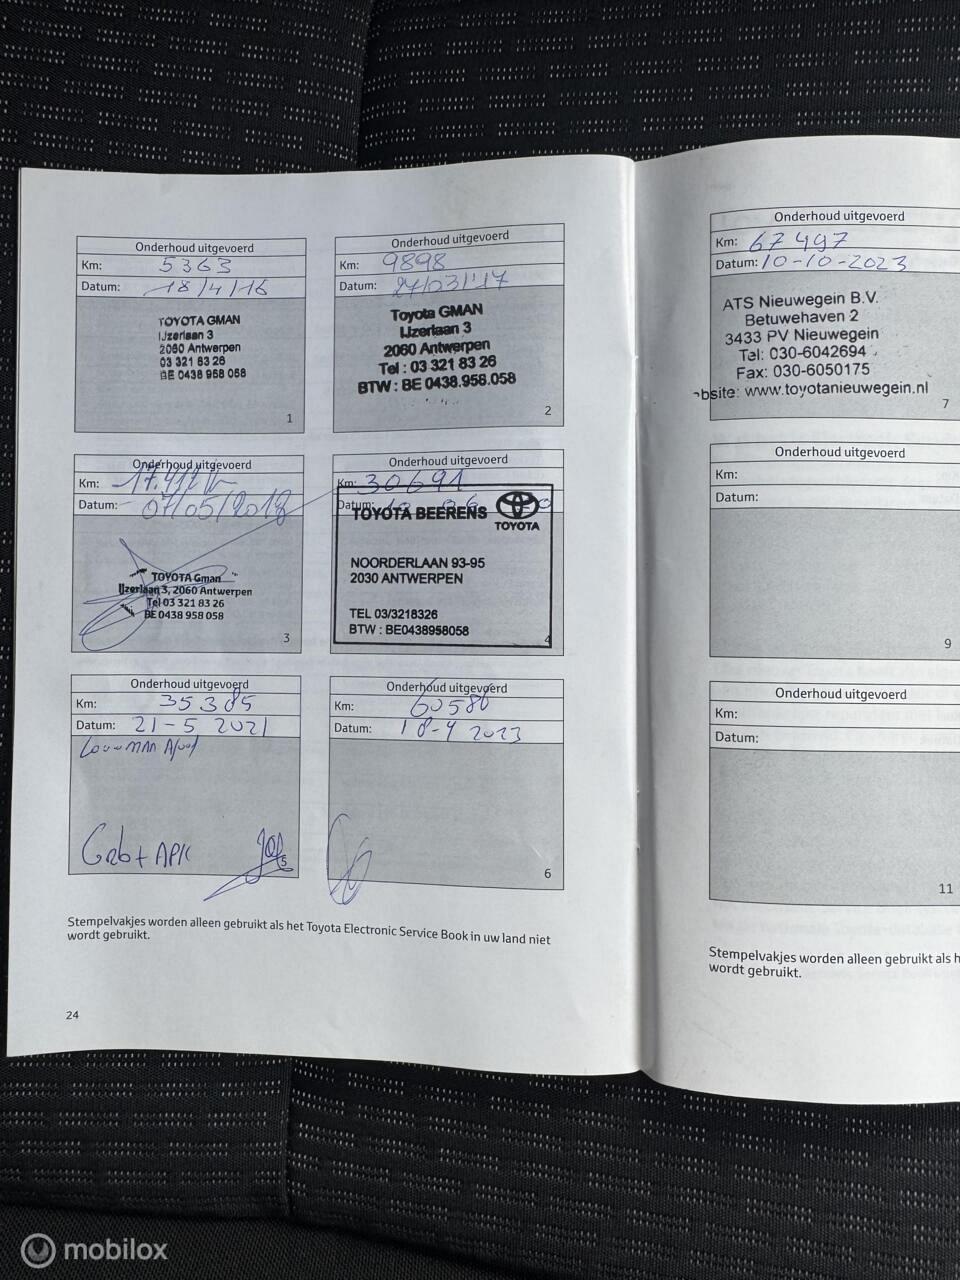 Onderhoud uitgevoerd
Km: 5363
Datum: 18/4/16
TOYOTA GMAN
IJzerlaan 3
2060 Antwerpen
03 321 83 26
BE 0438 958 058
1
Onderhoud uitgevoerd
Km: 9898
Datum: 27/03/'17
Toyota GMAN
IJzerlaan 3
2060 Antwerpen
Tel : 03 321 83 26
BTW : BE 0438.958.058
2
Onderhoud uitgevoerd
Km:
Datum: 07/05/2018
TOYOTA Gman
IJzerlaan 3, 2060 Antwerpen
Tel 03 321 83 26
BE 0438 958 058
3
Onderhoud uitgevoerd
Km: 30691
Datum:
TOYOTA BEERENS
TOYOTA
NOORDERLAAN 93-95
2030 ANTWERPEN
TEL 03/3218326
BTW : BE0438958058
4
Onderhoud uitgevoerd
Km: 35385
Datum: 21-5 2021
Louwman
5
Onderhoud uitgevoerd
Km: 60586
Datum: 18-4 2023
6
Stempelvakjes worden alleen gebruikt als het Toyota Electronic Service Book in uw land niet
wordt gebruikt.
24
Onderhoud uitgevoerd
Km: 67497
Datum: 10-10-2023
ATS Nieuwegein B.V.
Betuwehaven 2
3433 PV Nieuwegein
Tel: 030-6042694
Fax: 030-6050175
bsite: www.toyotanieuwegein.nl
7
Onderhoud uitgevoerd
Km:
Datum:
9
Onderhoud uitgevoerd
Km:
Datum:
11
Stempelvakjes worden alleen gebruikt als h
wordt gebruikt.
mobilox